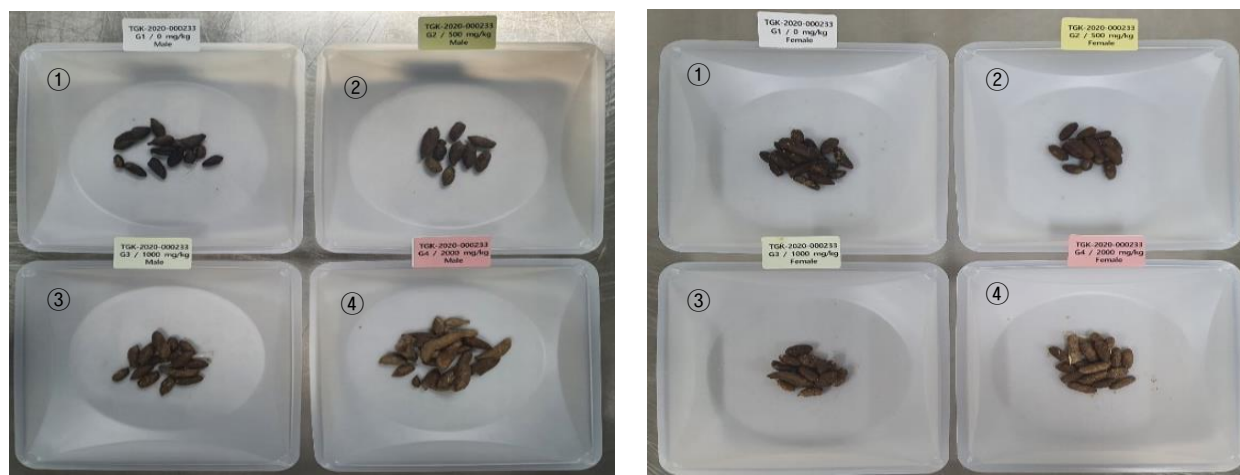 TGK-2020-000233
G1 / 0 mg/kg
Male
①
TGK-2020-000233
G2 / 500 mg/kg
Male
②
TGK-2020-000233
G3 / 1000 mg/kg
Male
③
TGK-2020-000233
G4 / 2000 mg/kg
Male
④
TGK-2020-000233
G1 / 0 mg/kg
Female
①
TGK-2020-000233
G2 / 500 mg/kg
Female
②
TGK-2020-000233
G3 / 1000 mg/kg
Female
③
TGK-2020-000233
G4 / 2000 mg/kg
Female
④